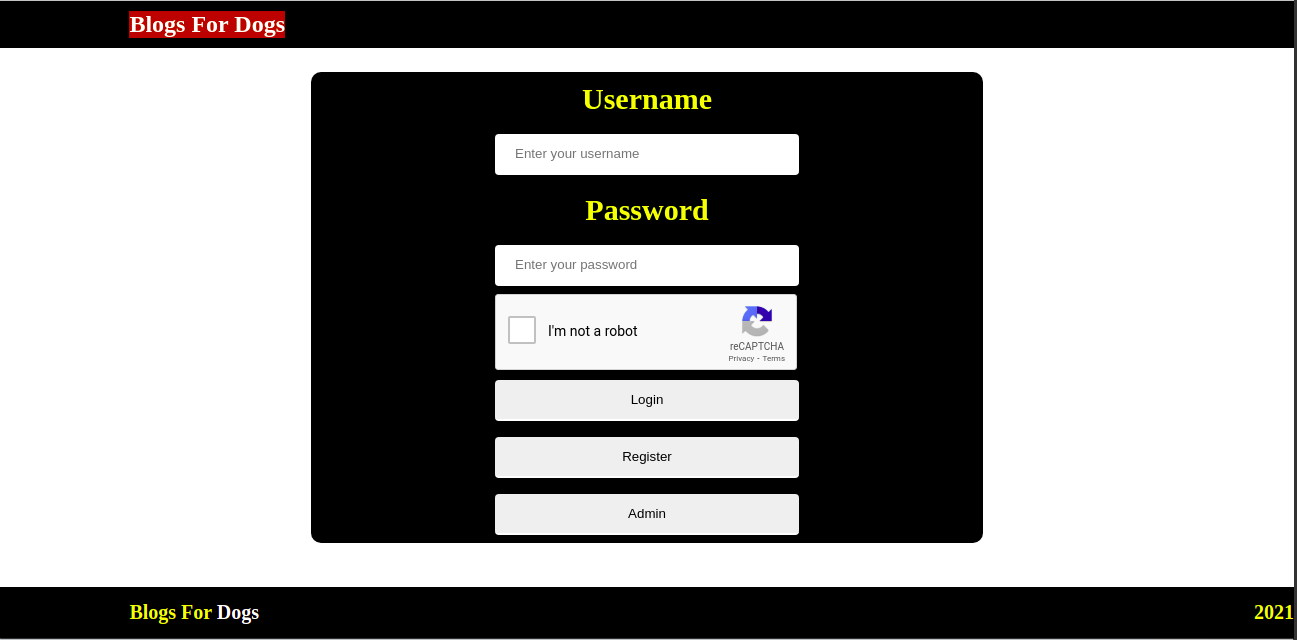 Blogs For Dogs
Username
Enter your username
Password
Enter your password
I'm not a robot
reCAPTCHA
Privacy - Terms
Login
Register
Admin
Blogs For Dogs
2021